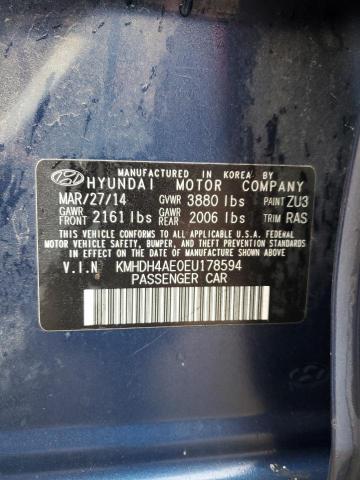 MANUFACTURED IN KOREA BY
HYUNDAI MOTOR COMPANY
MAR/27/14 GVWR 3880 lbs PAINT ZU3
GAWR FRONT 2161 lbs GAWR REAR 2006 lbs TRIM RAS
THIS VEHICLE CONFORMS TO ALL APPLICABLE U.S. FEDERAL MOTOR
VEHICLE SAFETY, BUMPER, AND THEFT PREVENTION STANDARDS
IN EFFECT ON THE DATE OF MANUFACTURE SHOWN ABOVE.
V.I.N KMHDH4AE0EU178594
PASSENGER CAR